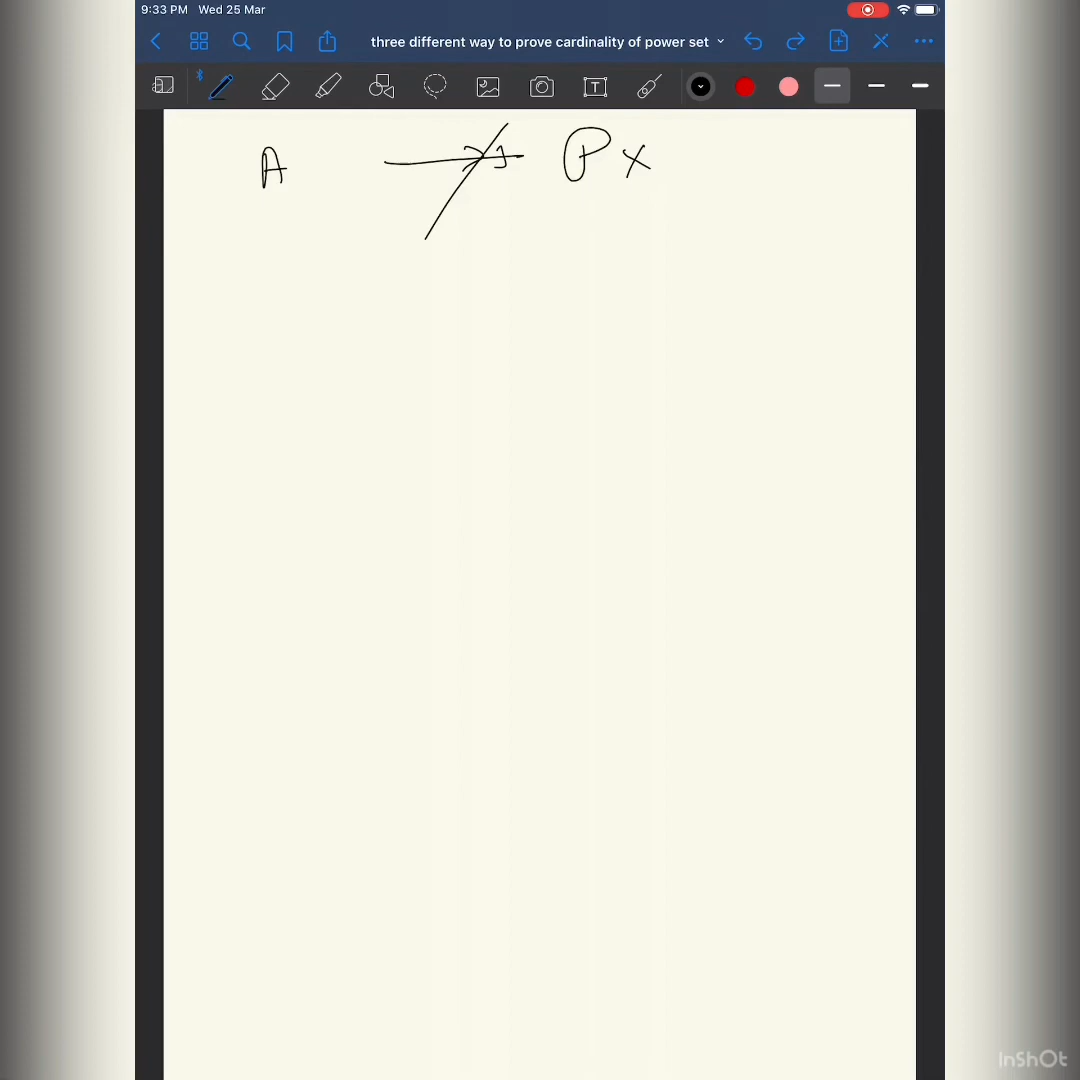 9:33 PM Wed 25 Mar
three different way to prove cardinality of power set
T
A P x
InShOt